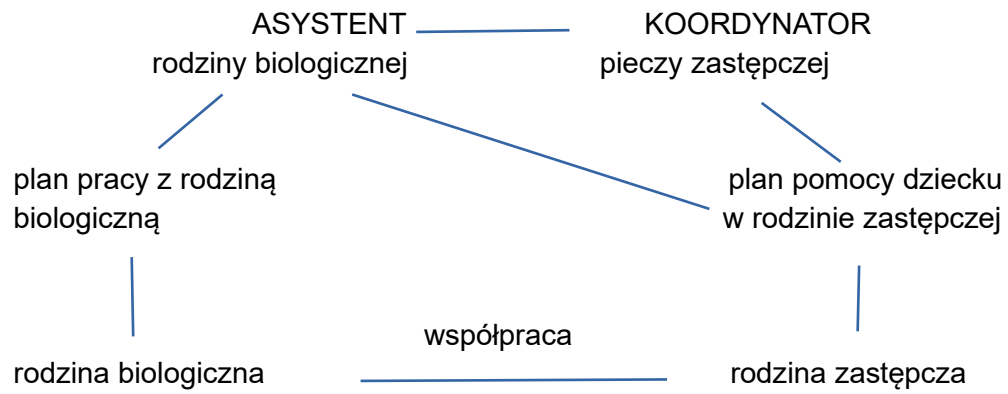 ASYSTENT KOORDYNATOR
rodziny biologicznej pieczy zastępczej
plan pracy z rodziną plan pomocy dziecku
biologiczną w rodzinie zastępczej
współpraca
rodzina biologiczna rodzina zastępcza